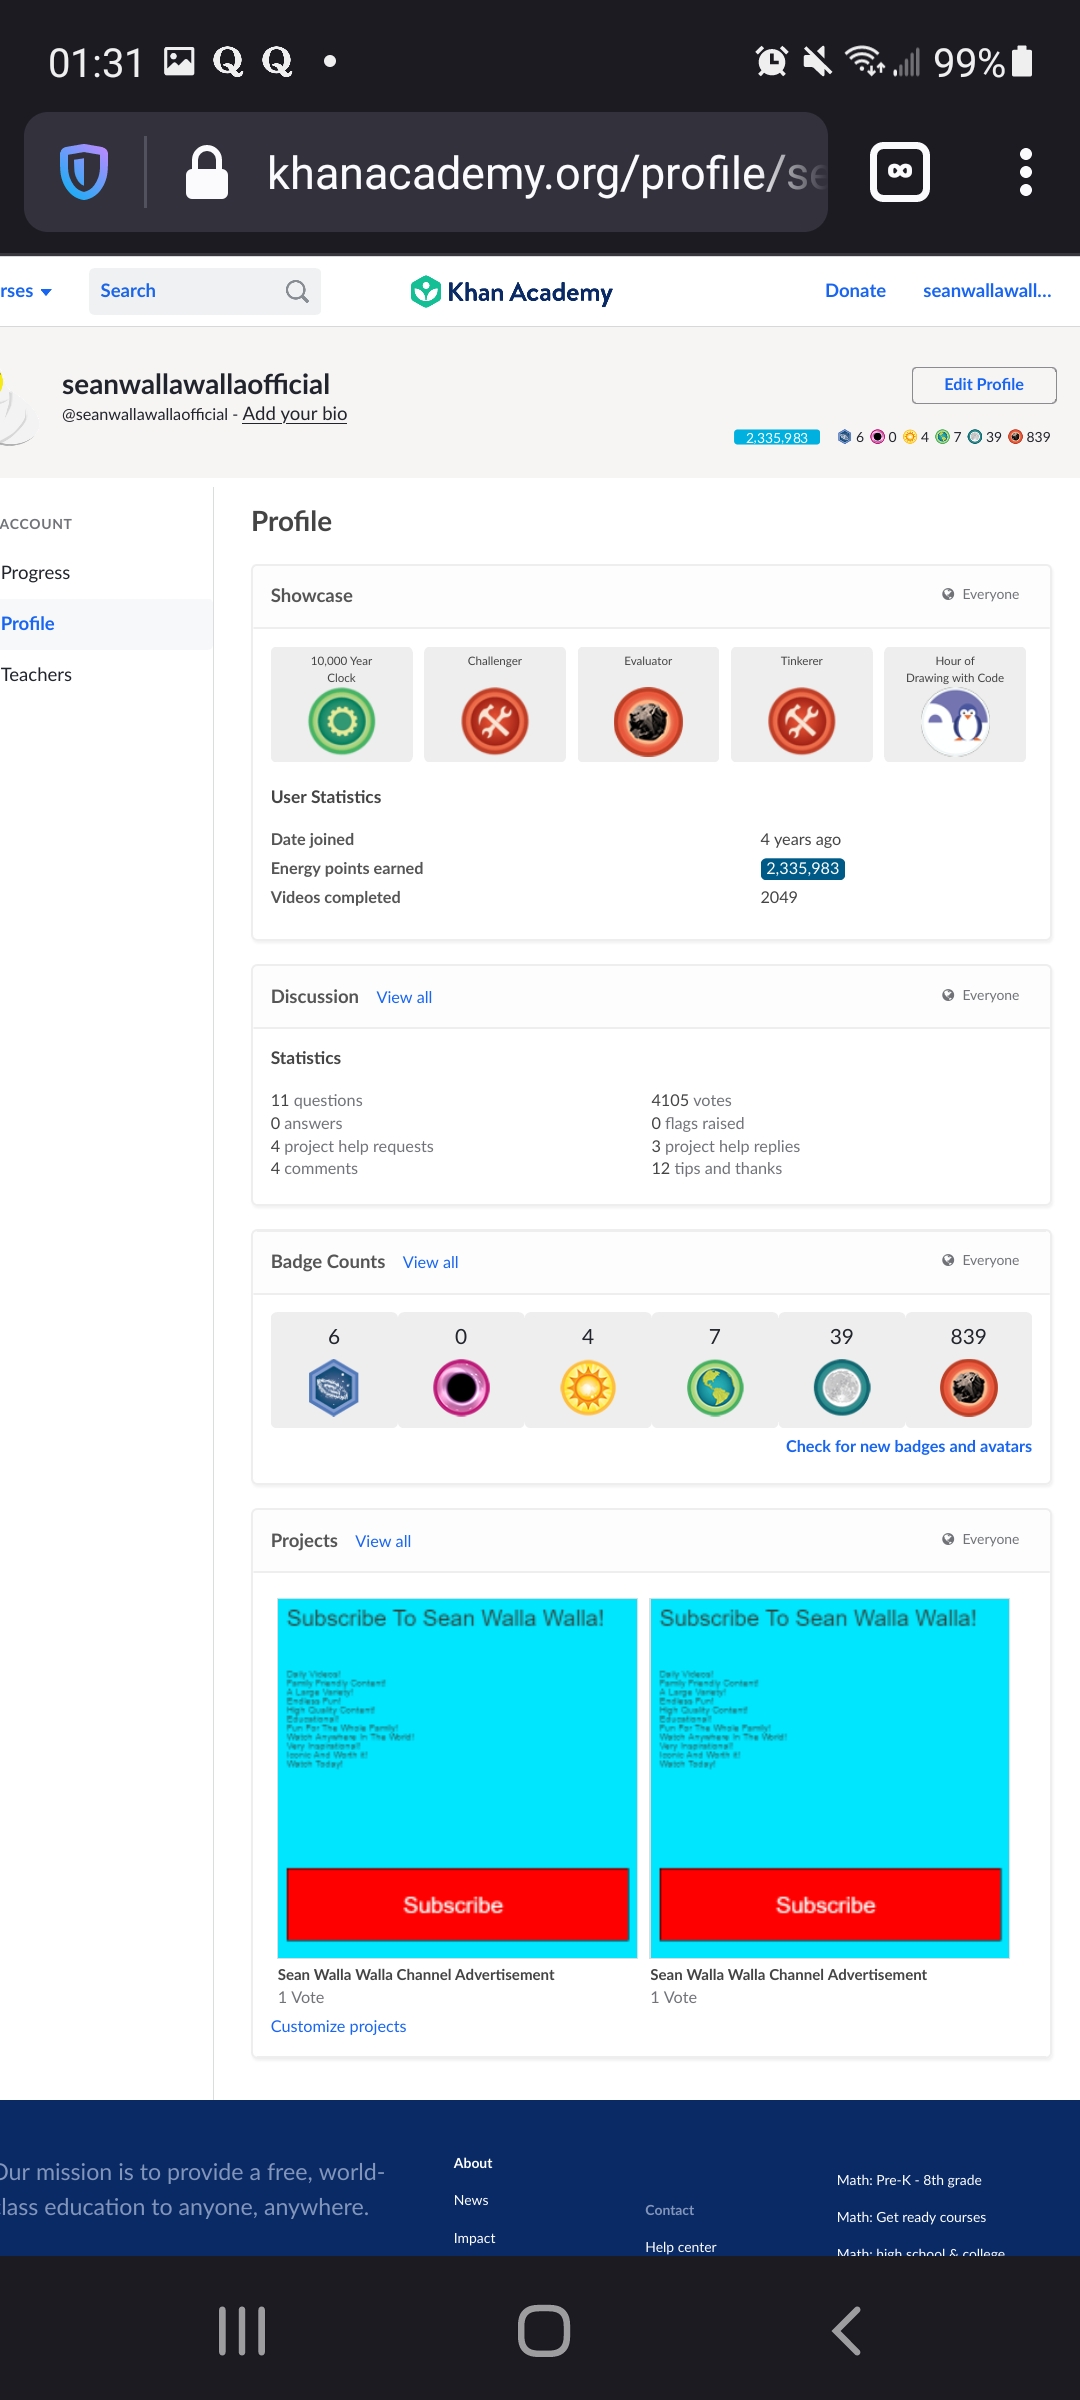 01:31
99%
khanacademy.org/profile/se
rses
Search
Khan Academy
Donate
seanwallawall...
seanwallawallaofficial
@seanwallawallaofficial - Add your bio
Edit Profile
2,335,983 6 0 4 7 39 839
ACCOUNT
Progress
Profile
Teachers
Profile
Showcase
Everyone
10,000 Year
Clock
Challenger
Evaluator
Tinkerer
Hour of
Drawing with Code
User Statistics
Date joined 4 years ago
Energy points earned 2,335,983
Videos completed 2049
Discussion View all
Everyone
Statistics
11 questions
0 answers
4 project help requests
4 comments
4105 votes
0 flags raised
3 project help replies
12 tips and thanks
Badge Counts View all
Everyone
6 0 4 7 39 839
Check for new badges and avatars
Projects View all
Everyone
Subscribe To Sean Walla Walla!
Daily Videos!
Family Friendly Content!
A Large Variety!
Endless Fun!
High Quality Content!
Educational!
Fun For The Whole Family!
Watch Anywhere In The World!
Very Inspirational!
Iconic And Worth It!
Watch Today!
Subscribe
Sean Walla Walla Channel Advertisement
1 Vote
Subscribe To Sean Walla Walla!
Daily Videos!
Family Friendly Content!
A Large Variety!
Endless Fun!
High Quality Content!
Educational!
Fun For The Whole Family!
Watch Anywhere In The World!
Very Inspirational!
Iconic And Worth It!
Watch Today!
Subscribe
Sean Walla Walla Channel Advertisement
1 Vote
Customize projects
Our mission is to provide a free, world-
class education to anyone, anywhere.
About
News
Impact
Contact
Help center
Math: Pre-K - 8th grade
Math: Get ready courses
Math: high school & college